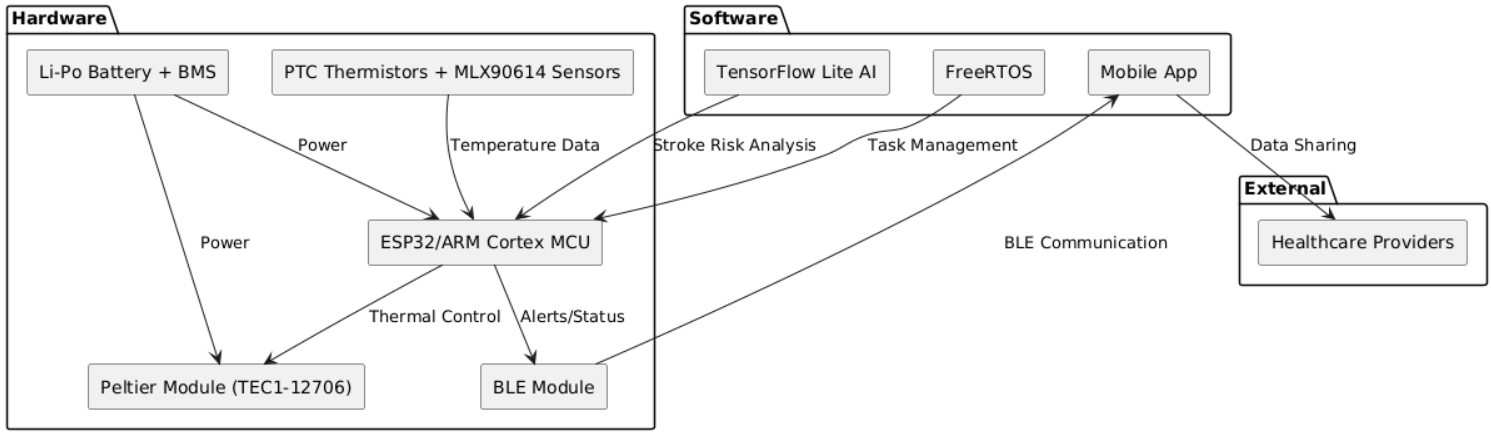 Hardware
Software
Li-Po Battery + BMS
PTC Thermistors + MLX90614 Sensors
TensorFlow Lite AI
FreeRTOS
Mobile App
Power
Temperature Data
Stroke Risk Analysis
Task Management
Data Sharing
External
Power
ESP32/ARM Cortex MCU
BLE Communication
Healthcare Providers
Thermal Control
Alerts/Status
Peltier Module (TEC1-12706)
BLE Module